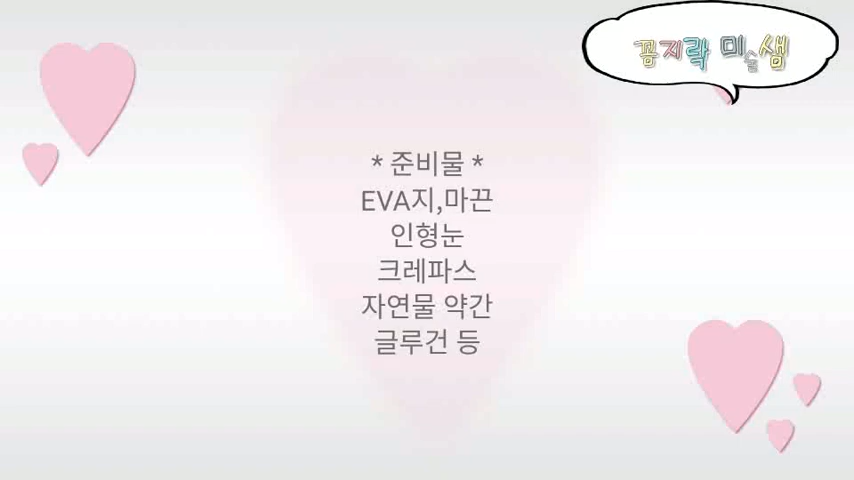 꼼지락 미술샘
* 준비물 *
EVA지,마끈
인형눈
크레파스
자연물 약간
글루건 등